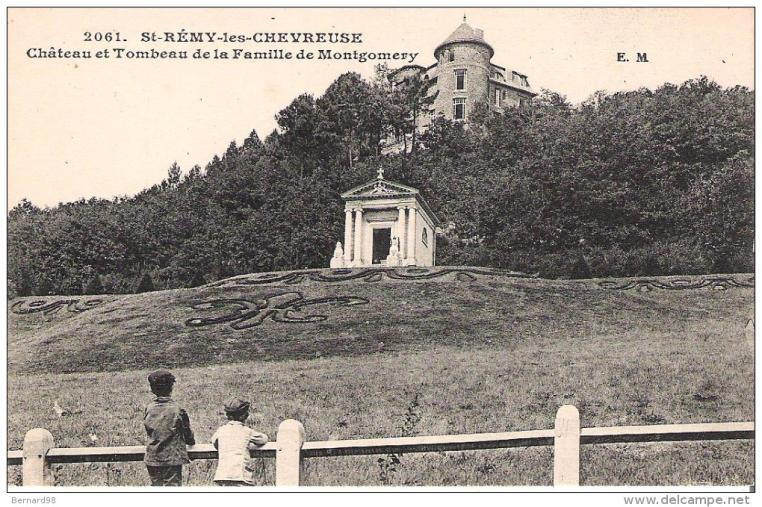 2061. St-RÉMY-les-CHEVREUSE
Château et Tombeau de la Famille de Montgomery
E. M
Bernard98
www.delcampe.net